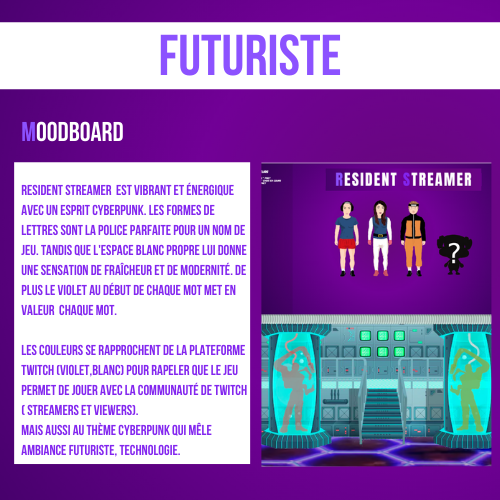 FUTURISTE
MOODBOARD
RESIDENT STREAMER EST VIBRANT ET ÉNERGIQUE
AVEC UN ESPRIT CYBERPUNK. LES FORMES DE
LETTRES SONT LA POLICE PARFAITE POUR UN NOM DE
JEU. TANDIS QUE L'ESPACE BLANC PROPRE LUI DONNE
UNE SENSATION DE FRAÎCHEUR ET DE MODERNITÉ. DE
PLUS LE VIOLET AU DÉBUT DE CHAQUE MOT MET EN
VALEUR CHAQUE MOT.
LES COULEURS SE RAPPROCHENT DE LA PLATEFORME
TWITCH (VIOLET,BLANC) POUR RAPELER QUE LE JEU
PERMET DE JOUER AVEC LA COMMUNAUTÉ DE TWITCH
( STREAMERS ET VIEWERS).
MAIS AUSSI AU THÈME CYBERPUNK QUI MÊLE
AMBIANCE FUTURISTE, TECHNOLOGIE.
RESIDENT STREAMER
?